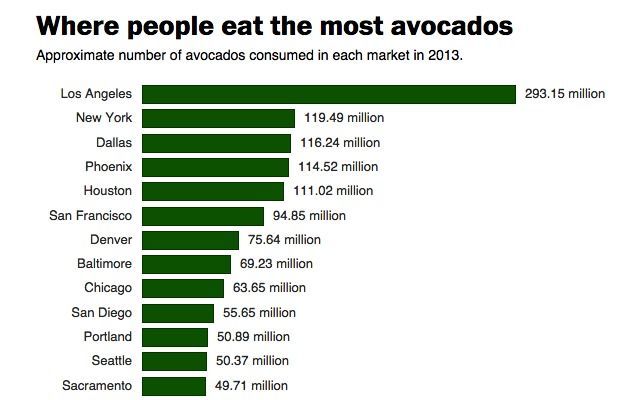 Where people eat the most avocados
Approximate number of avocados consumed in each market in 2013.
Los Angeles 293.15 million
New York 119.49 million
Dallas 116.24 million
Phoenix 114.52 million
Houston 111.02 million
San Francisco 94.85 million
Denver 75.64 million
Baltimore 69.23 million
Chicago 63.65 million
San Diego 55.65 million
Portland 50.89 million
Seattle 50.37 million
Sacramento 49.71 million